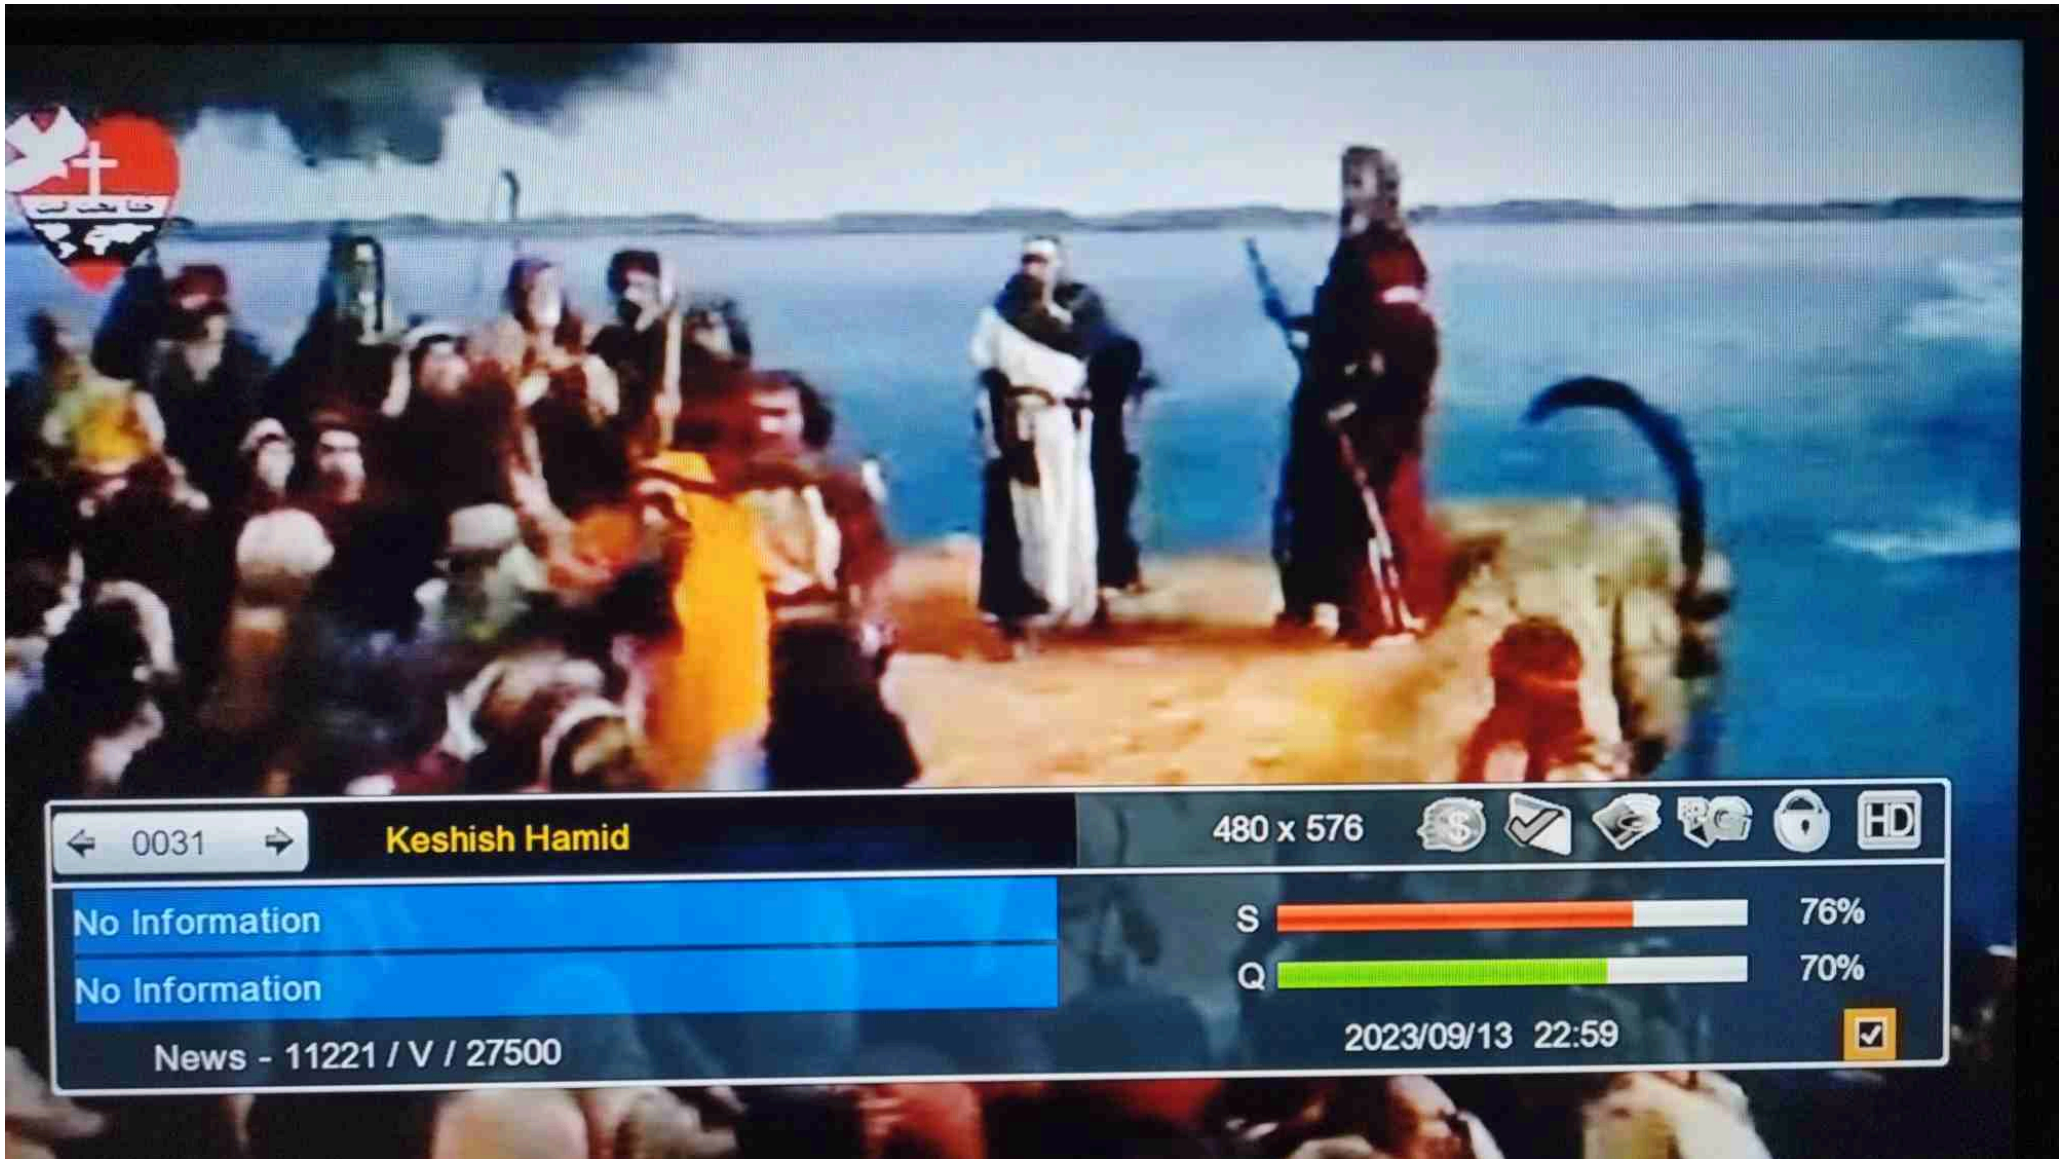 0031
Keshish Hamid
480 x 576
HD
No Information
S 76%
No Information
Q 70%
News - 11221 / V / 27500
2023/09/13 22:59